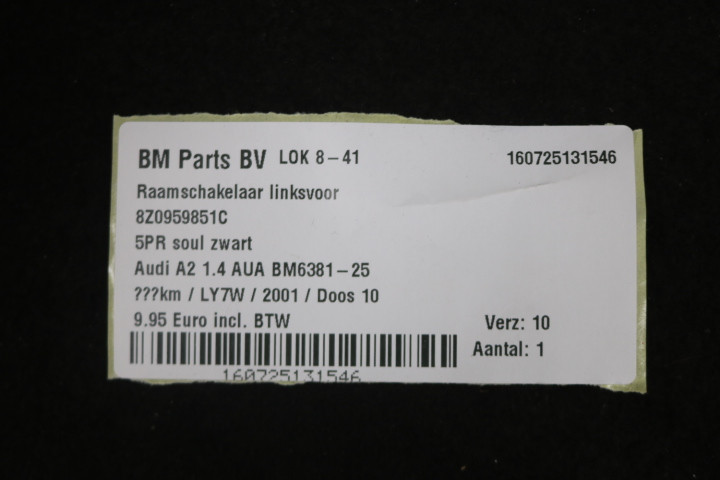 BM Parts BV LOK 8-41 160725131546
Raamschakelaar linksvoor
8Z0959851C
5PR soul zwart
Audi A2 1.4 AUA BM6381-25
???km / LY7W / 2001 / Doos 10
9.95 Euro incl. BTW Verz: 10
Aantal: 1
160725131546